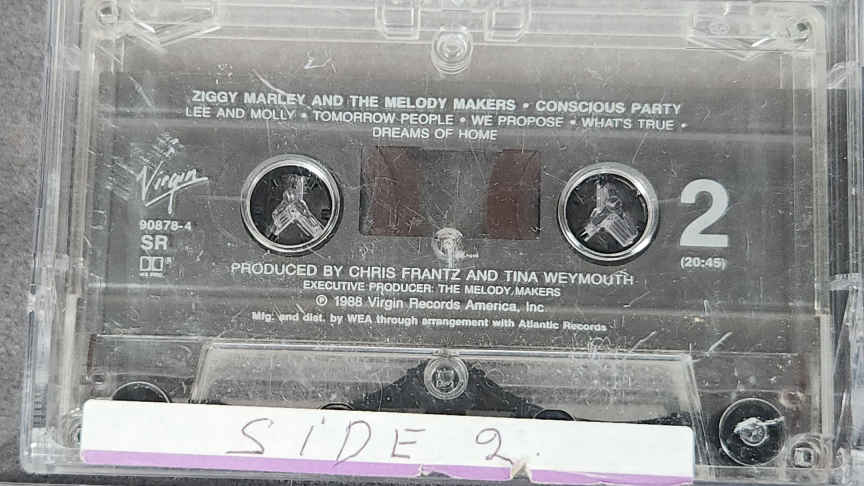 ZIGGY MARLEY AND THE MELODY MAKERS • CONSCIOUS PARTY
LEE AND MOLLY • TOMORROW PEOPLE • WE PROPOSE • WHAT'S TRUE •
DREAMS OF HOME
Virgin
90878-4
SR
2
(20:45)
PRODUCED BY CHRIS FRANTZ AND TINA WEYMOUTH
EXECUTIVE PRODUCER: THE MELODY MAKERS
℗ 1988 Virgin Records America, Inc.
Mfg. and dist. by WEA through arrangement with Atlantic Records
SIDE 2.